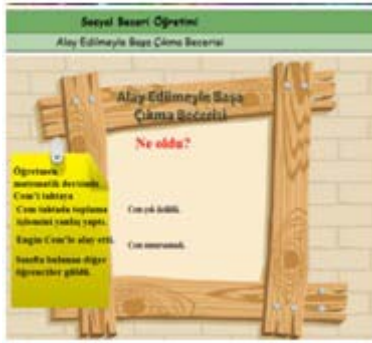 Sosyal Beceri Öğretimi
Alay Edilmeyle Başa Çıkma Becerisi
Alay Edilmeyle Başa
Çıkma Becerisi
Ne oldu?
Öğretmen
matematik dersinde
Cem'i tahtaya
Cem tahtada toplama
işlemini yanlış yaptı.
Engin Cem'le alay etti.
Sınıfta bulunan diğer
öğrenciler güldü.
Cem çok üzüldü.
Cem